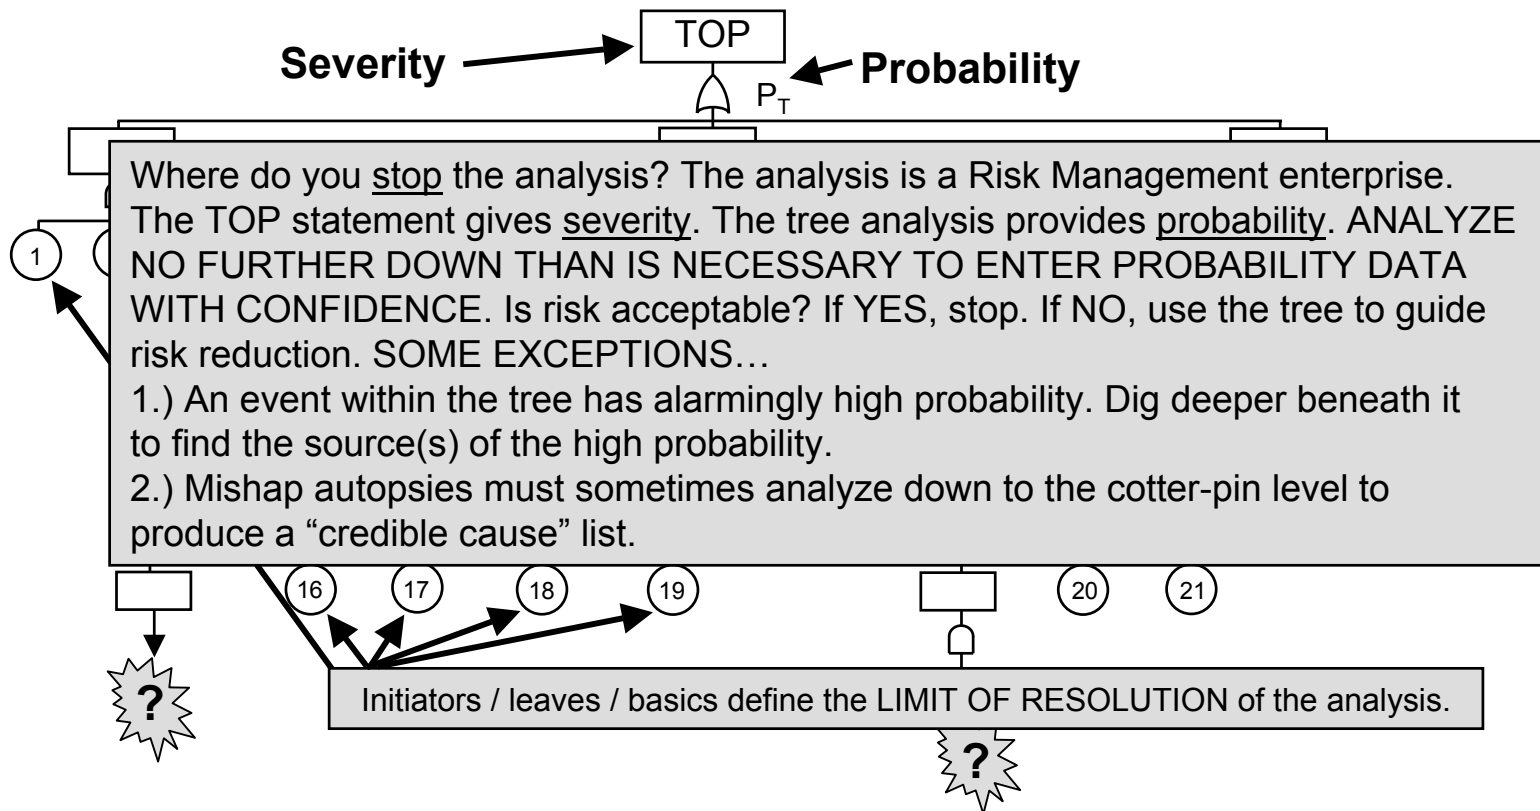 TOP
Severity
Probability
P_T
Where do you stop the analysis? The analysis is a Risk Management enterprise.
The TOP statement gives severity. The tree analysis provides probability. ANALYZE
NO FURTHER DOWN THAN IS NECESSARY TO ENTER PROBABILITY DATA
WITH CONFIDENCE. Is risk acceptable? If YES, stop. If NO, use the tree to guide
risk reduction. SOME EXCEPTIONS…
1.) An event within the tree has alarmingly high probability. Dig deeper beneath it
to find the source(s) of the high probability.
2.) Mishap autopsies must sometimes analyze down to the cotter-pin level to
produce a “credible cause” list.
1
16
17
18
19
20
21
?
Initiators / leaves / basics define the LIMIT OF RESOLUTION of the analysis.
?